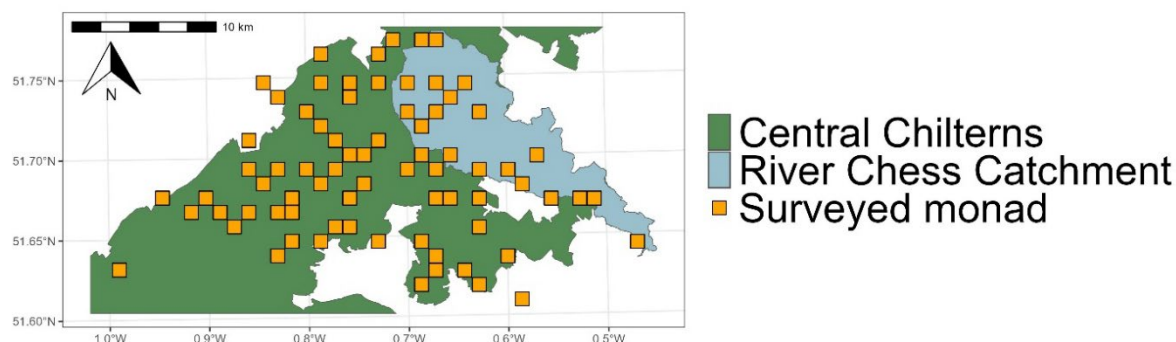 10 km
N
51.75°N
51.70°N
51.65°N
51.60°N
1.0°W 0.9°W 0.8°W 0.7°W 0.6°W 0.5°W
Central Chilterns
River Chess Catchment
Surveyed monad